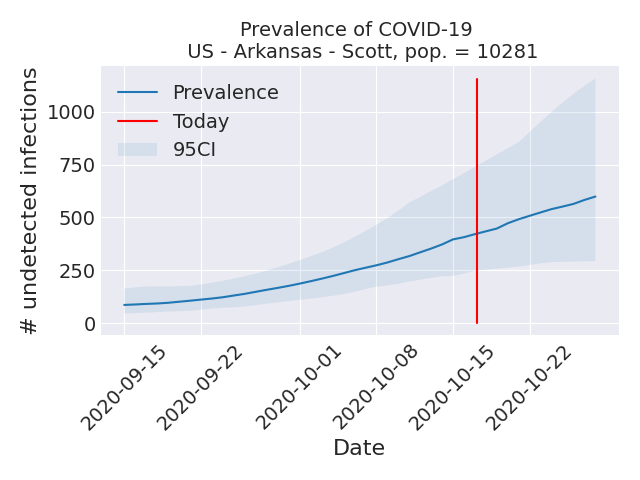 Prevalence of COVID-19
US - Arkansas - Scott, pop. = 10281
# undetected infections
1000
750
500
250
0
Prevalence
Today
95CI
2020-09-15
2020-09-22
2020-10-01
2020-10-08
2020-10-15
2020-10-22
Date